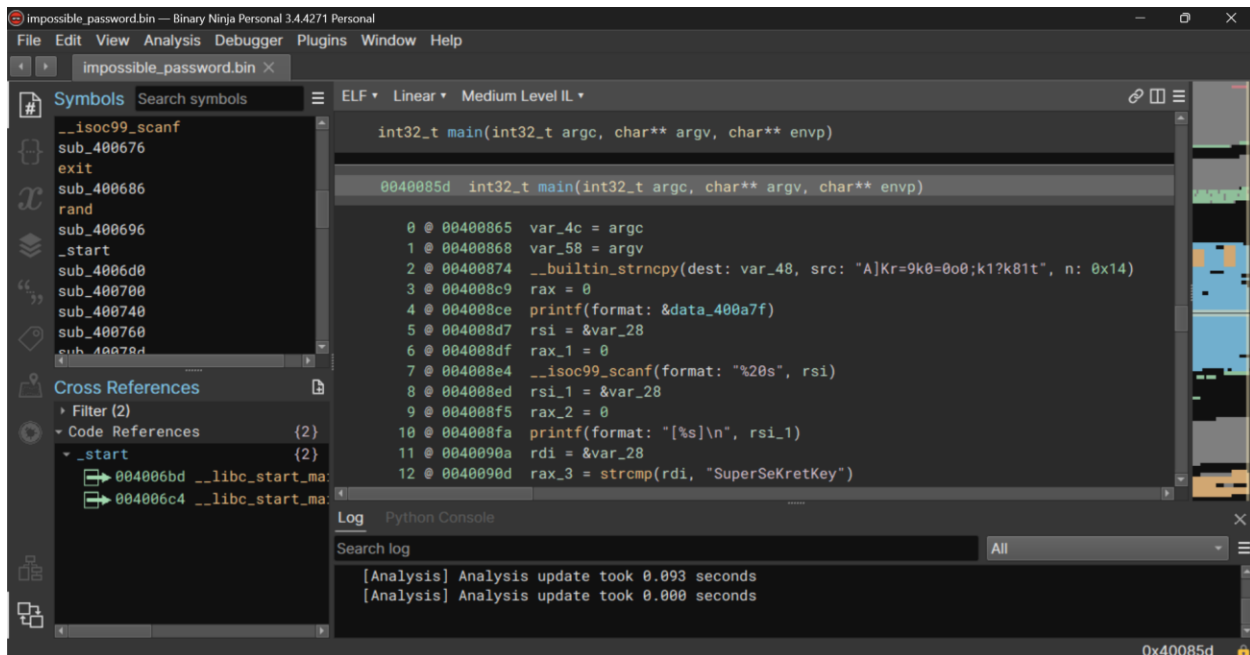 impossible_password.bin — Binary Ninja Personal 3.4.4271 Personal
File Edit View Analysis Debugger Plugins Window Help
impossible_password.bin
Symbols Search symbols
__isoc99_scanf
sub_400676
exit
sub_400686
rand
sub_400696
_start
sub_4006d0
sub_400700
sub_400740
sub_400760
sub_40078d
Cross References
Filter (2)
Code References {2}
_start {2}
004006bd __libc_start_ma
004006c4 __libc_start_ma
ELF Linear Medium Level IL
int32_t main(int32_t argc, char** argv, char** envp)
0040085d int32_t main(int32_t argc, char** argv, char** envp)
0 @ 00400865 var_4c = argc
1 @ 00400868 var_58 = argv
2 @ 00400874 __builtin_strncpy(dest: var_48, src: "A]Kr=9k0=0o0;k1?k81t", n: 0x14)
3 @ 004008c9 rax = 0
4 @ 004008ce printf(format: &data_400a7f)
5 @ 004008d7 rsi = &var_28
6 @ 004008df rax_1 = 0
7 @ 004008e4 __isoc99_scanf(format: "%20s", rsi)
8 @ 004008ed rsi_1 = &var_28
9 @ 004008f5 rax_2 = 0
10 @ 004008fa printf(format: "[%s]\n", rsi_1)
11 @ 0040090a rdi = &var_28
12 @ 0040090d rax_3 = strcmp(rdi, "SuperSeKretKey")
Log Python Console
Search log All
[Analysis] Analysis update took 0.093 seconds
[Analysis] Analysis update took 0.000 seconds
0x40085d